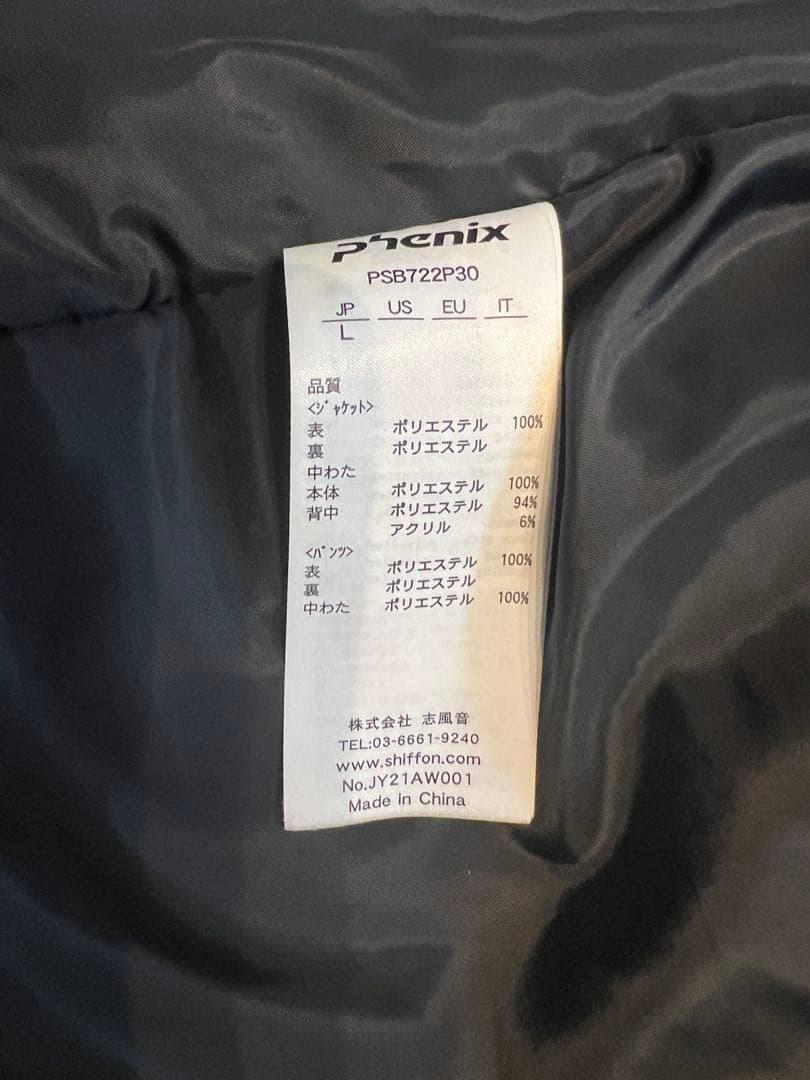 phenix
PSB722P30
JP US EU IT
L
品質
<ｼﾞｬｹｯﾄ>
表 ポリエステル 100%
裏 ポリエステル
中わた
本体 ポリエステル 100%
背中 ポリエステル 94%
アクリル 6%
<ﾊﾟﾝﾂ>
表 ポリエステル 100%
裏 ポリエステル
中わた ポリエステル 100%
株式会社 志風音
TEL:03-6661-9240
www.shiffon.com
No.JY21AW001
Made in China